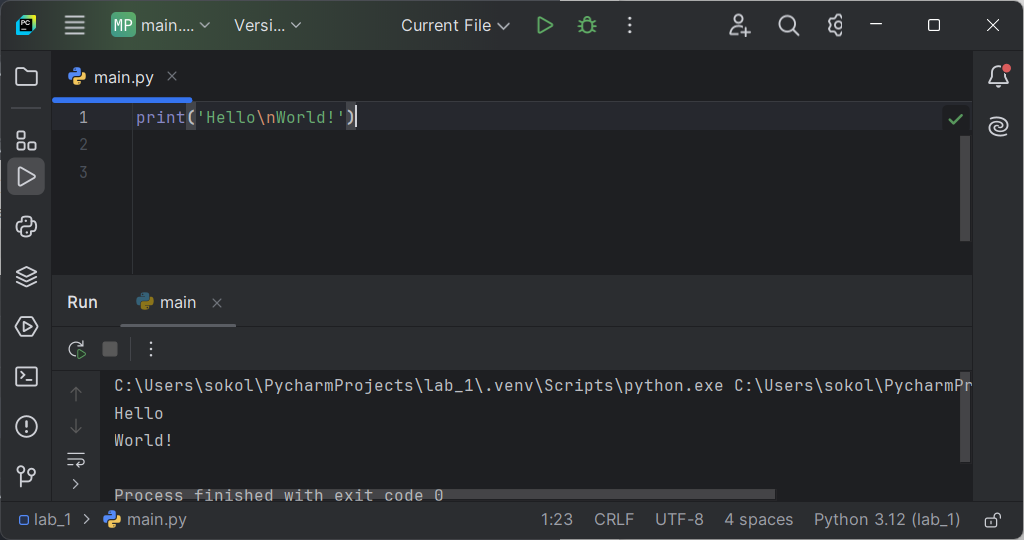 PC MP main.... Versi... Current File
main.py
1 print('Hello\nWorld!')
2
3
Run main
C:\Users\sokol\PycharmProjects\lab_1\.venv\Scripts\python.exe C:\Users\sokol\PycharmPr
Hello
World!
Process finished with exit code 0
lab_1 > main.py 1:23 CRLF UTF-8 4 spaces Python 3.12 (lab_1)